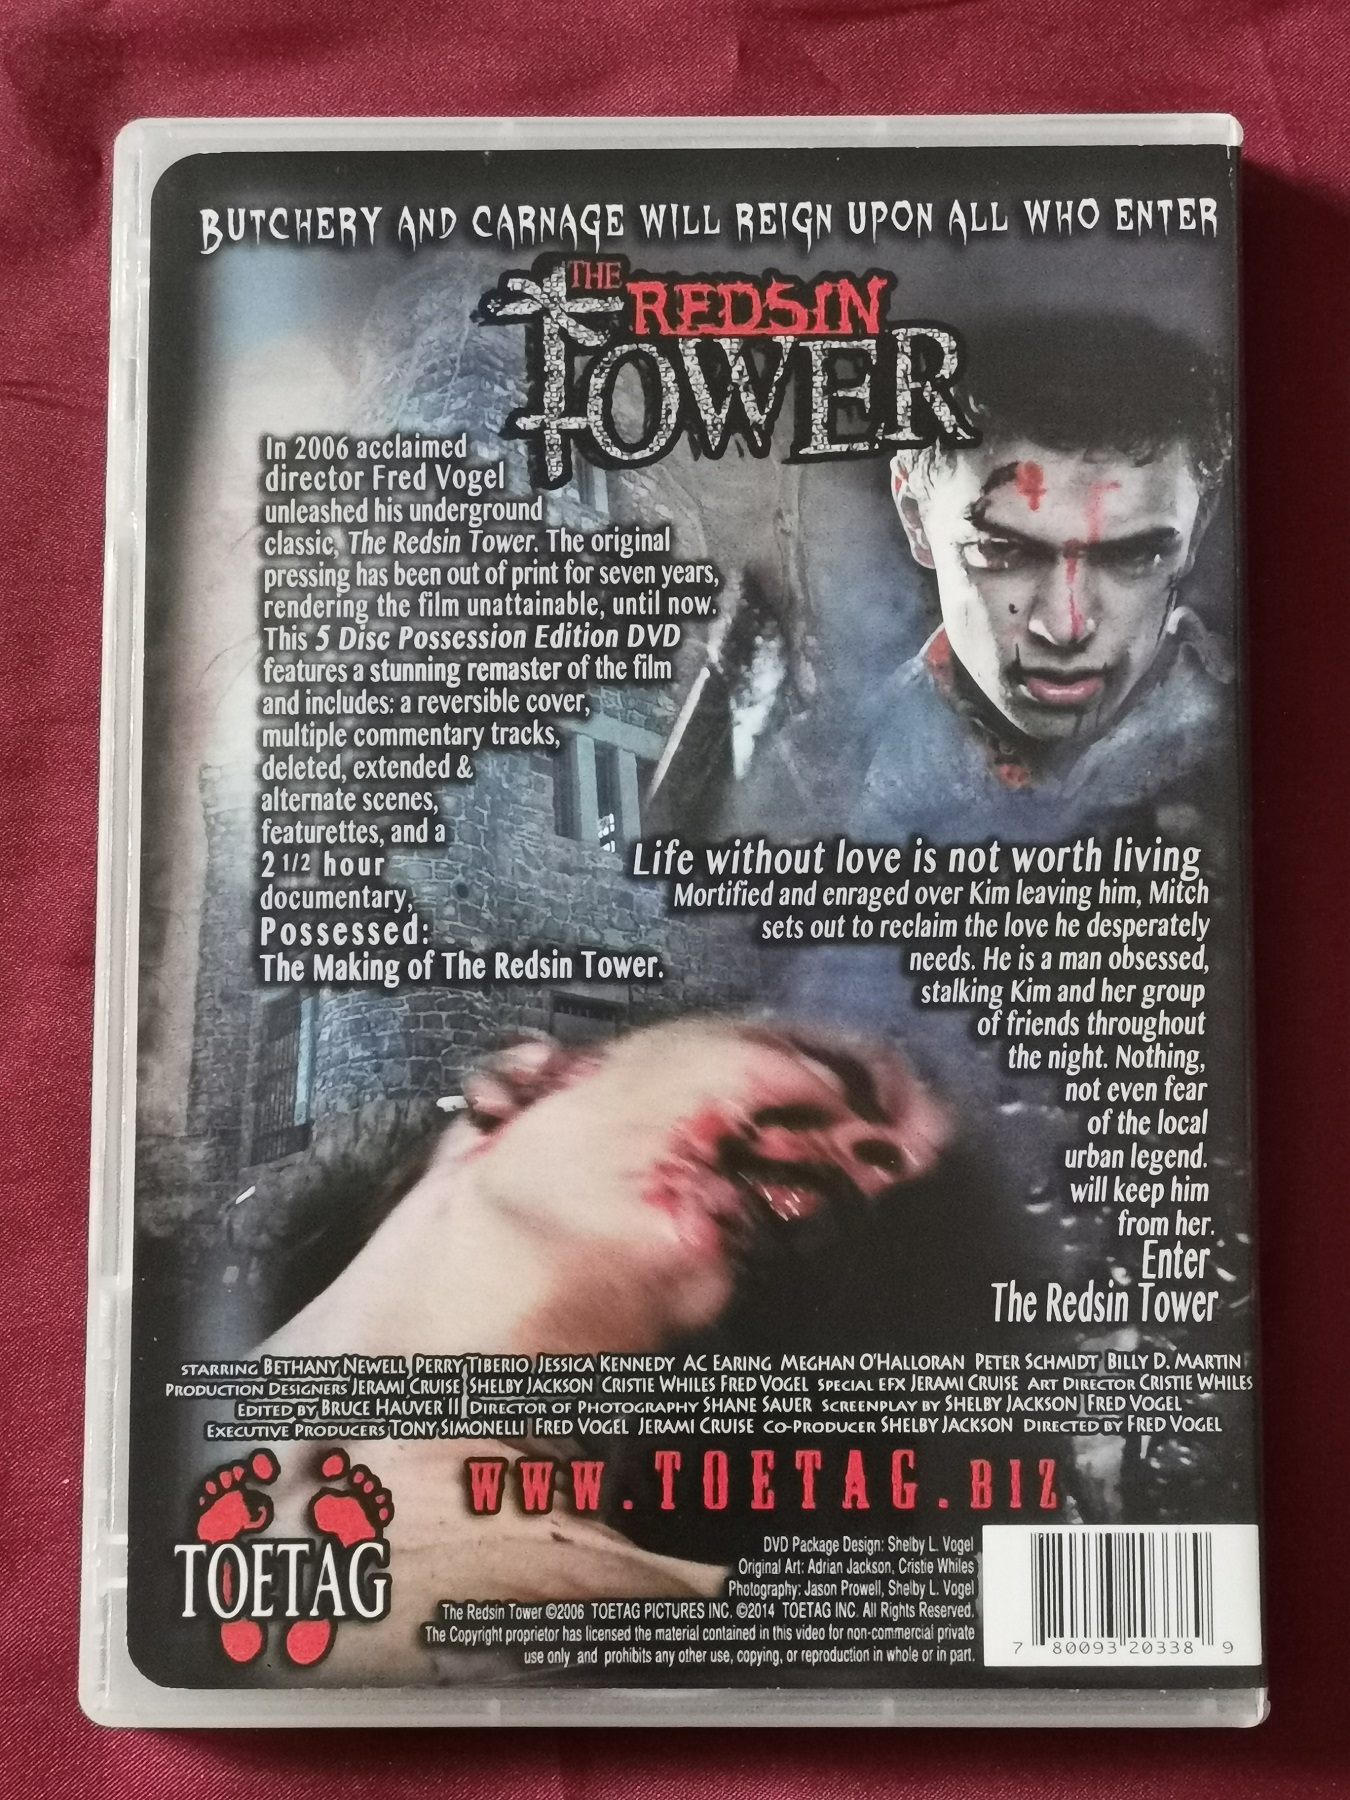 BUTCHERY AND CARNAGE WILL REIGN UPON ALL WHO ENTER
THE REDSIN
TOWER
In 2006 acclaimed
director Fred Vogel
unleashed his underground
classic, The Redsin Tower. The original
pressing has been out of print for seven years,
rendering the film unattainable, until now.
This 5 Disc Possession Edition DVD
features a stunning remaster of the film
and includes: a reversible cover,
multiple commentary tracks,
deleted, extended &
alternate scenes,
featurettes, and a
2 1/2 hour
documentary,
Possessed:
The Making of The Redsin Tower.
Life without love is not worth living
Mortified and enraged over Kim leaving him, Mitch
sets out to reclaim the love he desperately
needs. He is a man obsessed,
stalking Kim and her group
of friends throughout
the night. Nothing,
not even fear
of the local
urban legend.
will keep him
from her.
Enter
The Redsin Tower
STARRING BETHANY NEWELL PERRY TIBERIO JESSICA KENNEDY AC EARING MEGHAN O'HALLORAN PETER SCHMIDT BILLY D. MARTIN
PRODUCTION DESIGNERS JERAMI CRUISE SHELBY JACKSON CRISTIE WHILES FRED VOGEL SPECIAL EFX JERAMI CRUISE ART DIRECTOR CRISTIE WHILES
EDITED BY BRUCE HAUVER II DIRECTOR OF PHOTOGRAPHY SHANE SAUER SCREENPLAY BY SHELBY JACKSON FRED VOGEL
EXECUTIVE PRODUCERS TONY SIMONELLI FRED VOGEL JERAMI CRUISE CO-PRODUCER SHELBY JACKSON DIRECTED BY FRED VOGEL
WWW.TOETAG.BIZ
TOETAG
DVD Package Design: Shelby L. Vogel
Original Art: Adrian Jackson, Cristie Whiles
Photography: Jason Prowell, Shelby L. Vogel
The Redsin Tower ©2006 TOETAG PICTURES INC. ©2014 TOETAG INC. All Rights Reserved.
The Copyright proprietor has licensed the material contained in this video for non-commercial private
use only and prohibits any other use, copying, or reproduction in whole or in part.
7 80093 20338 9